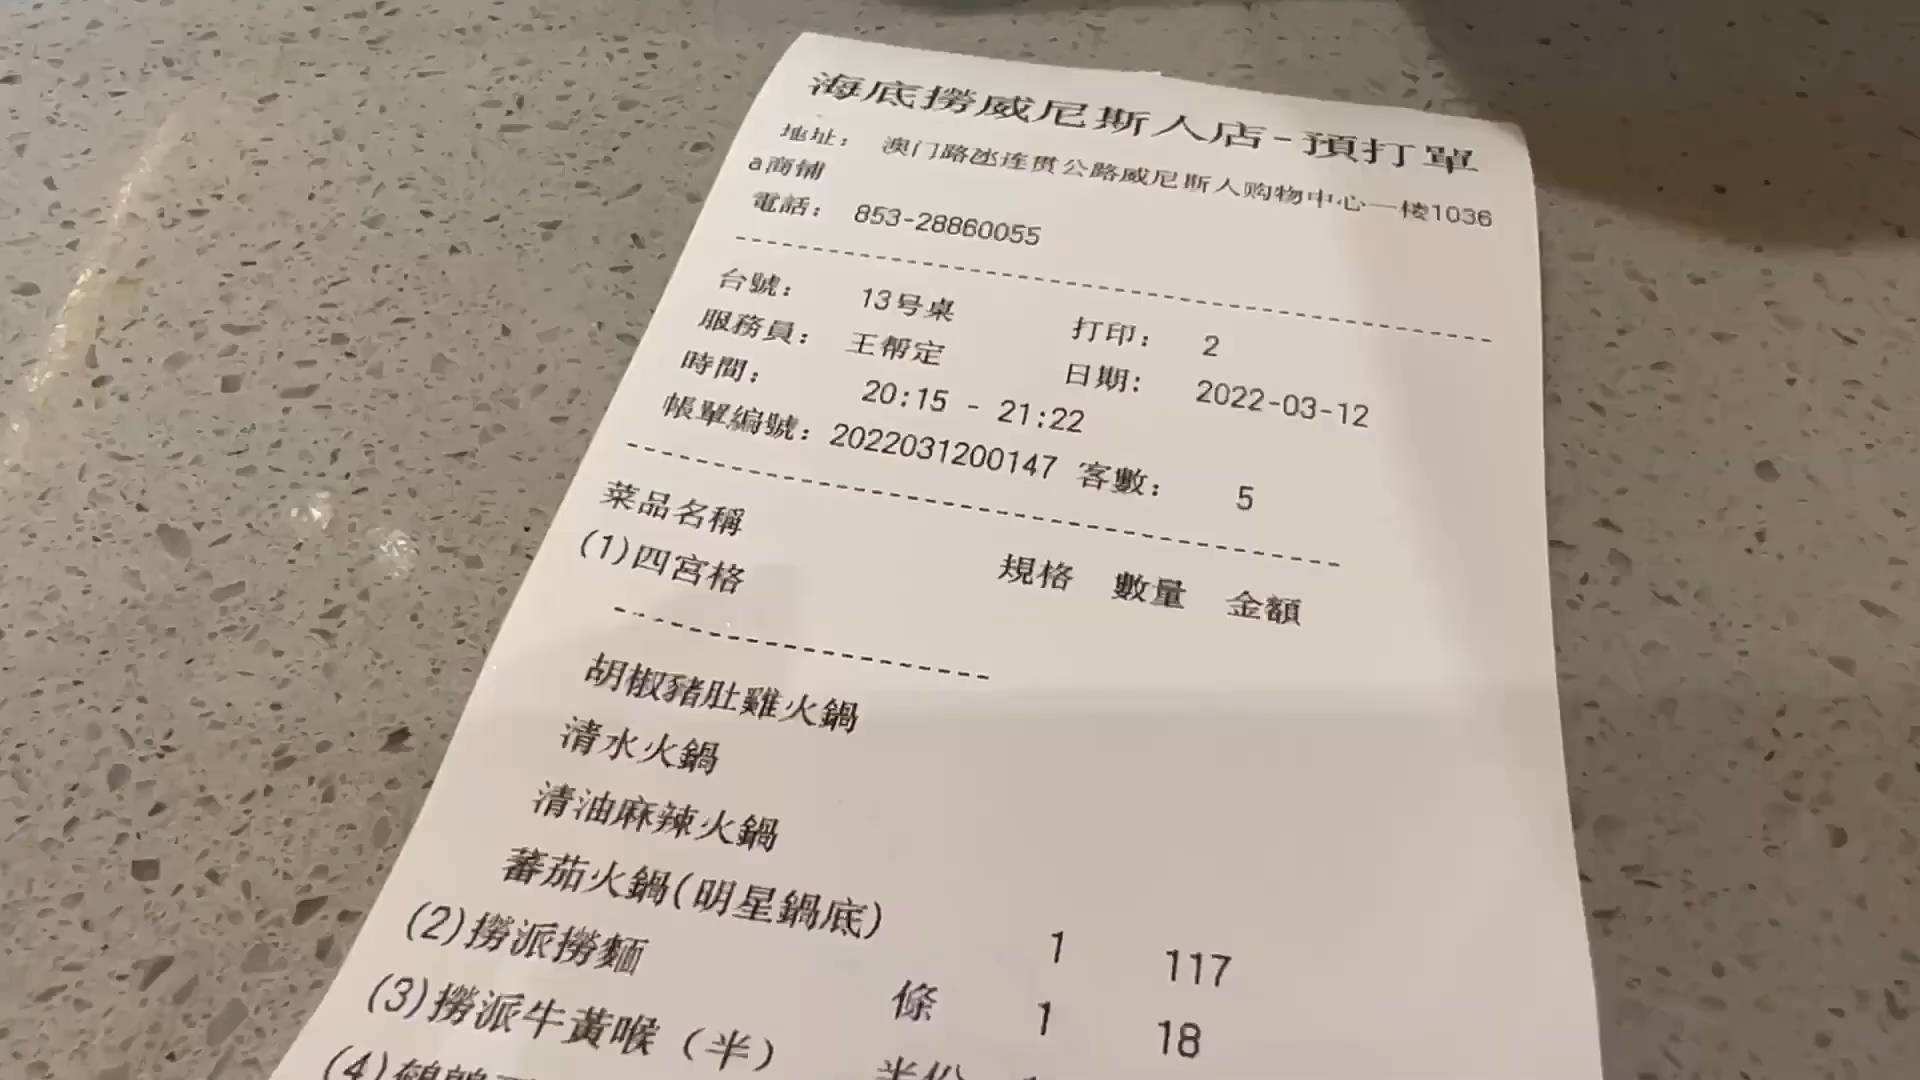 海底撈威尼斯人店-預打單
地址： 澳门路氹连贯公路威尼斯人购物中心一楼1036
a商铺
電話： 853-28860055
台號： 13号桌 打印： 2
服務員： 王帮定 日期： 2022-03-12
時間： 20:15 - 21:22
帳單編號：2022031200147 客數： 5
菜品名稱 規格 數量 金額
(1)四宮格
胡椒豬肚雞火鍋
清水火鍋
清油麻辣火鍋
蕃茄火鍋(明星鍋底) 1 117
(2)撈派撈麵 條 1 18
(3)撈派牛黃喉（半） 半份
(4)